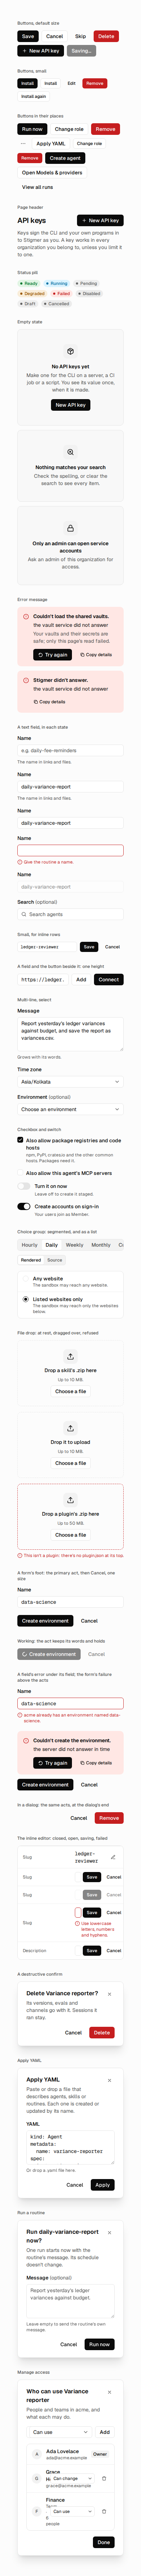 Buttons, default size
Save Cancel Skip Delete
+ New API key Saving…
Buttons, small
Install Install Edit Remove
Install again
Buttons in their places
Run now Change role Remove
··· Apply YAML Change role
Remove Create agent
Open Models & providers
View all runs
Page header
API keys + New API key
Keys sign the CLI and your own programs in
to Stigmer as you. A key works in every
organization you belong to, unless you limit
it to one.
Status pill
Ready Running Pending
Degraded Failed Disabled
Draft Cancelled
Empty state
No API keys yet
Make one for the CLI on a server, a CI
job or a script. You see its value once,
when it is made.
New API key
Nothing matches your search
Check the spelling, or clear the
search to see every item.
Only an admin can open service
accounts
Ask an admin of this organization for
access.
Error message
Couldn't load the shared vaults.
the vault service did not answer
Your vaults and their secrets are
safe; only this page's read failed.
Try again Copy details
Stigmer didn't answer.
the vault service did not answer
Copy details
A text field, in each state
Name
e.g. daily-fee-reminders
The name in links and files.
Name
daily-variance-report
The name in links and files.
Name
daily-variance-report
Name
Give the routine a name.
Name
daily-variance-report
Search (optional)
Search agents
Small, for inline rows
ledger-reviewer Save Cancel
A field and the button beside it: one height
https://ledger. Add Connect
Multi-line, select
Message
Report yesterday's ledger variances
against budget, and save the report as
variances.csv.
Grows with its words.
Time zone
Asia/Kolkata
Environment (optional)
Choose an environment
Checkbox and switch
Also allow package registries and code
hosts
npm, PyPI, crates.io and the other common
hosts. Packages need it.
Also allow this agent's MCP servers
Turn it on now
Leave off to create it staged.
Create accounts on sign-in
Your users join as Member.
Choice group: segmented, and as a list
Hourly Daily Weekly Monthly
Rendered Source
Any website
The sandbox may reach any website.
Listed websites only
The sandbox may reach only the websites
below.
File drop: at rest, dragged over, refused
Drop a skill's .zip here
Up to 10 MB.
Choose a file
Drop it to upload
Up to 10 MB.
Choose a file
Drop a plugin's .zip here
Up to 50 MB.
Choose a file
This isn't a plugin: there's no plugin.json at its top.
A form's foot: the primary act, then Cancel, one
size
Name
data-science
Create environment Cancel
Working: the act keeps its words and holds
Create environment Cancel
A field's error under its field: the form's failure
above the acts
Name
data-science
acme already has an environment named data-
science.
Couldn't create the environment.
the server did not answer in time
Try again Copy details
Create environment Cancel
In a dialog: the same acts, at the dialog's end
Cancel Remove
The inline editor: closed, open, saving, failed
Slug ledger-
reviewer
Slug Save Cancel
Slug Save Cancel
Slug Save Cancel
Use lowercase
letters, numbers
and hyphens.
Description Save Cancel
A destructive confirm
Delete Variance reporter?
Its versions, evals and
channels go with it. Sessions it
ran stay.
Cancel Delete
Apply YAML
Apply YAML
Paste or drop a file that
describes agents, skills or
routines. Each one is created or
updated by its name.
YAML
kind: Agent
metadata:
name: variance-reporter
spec:
Or drop a .yaml file here.
Cancel Apply
Run a routine
Run daily-variance-report
now?
One run starts now with the
routine's message. Its schedule
doesn't change.
Message (optional)
Report yesterday's ledger
variances against budget.
Leave empty to send the routine's own
message.
Cancel Run now
Manage access
Who can use Variance
reporter
People and teams in acme, and
what each may do.
Can use Add
A Ada Lovelace Owner
ada@acme.example
G Grace
Can change
grace@acme.example
F Finance
Can use
6
people
Done